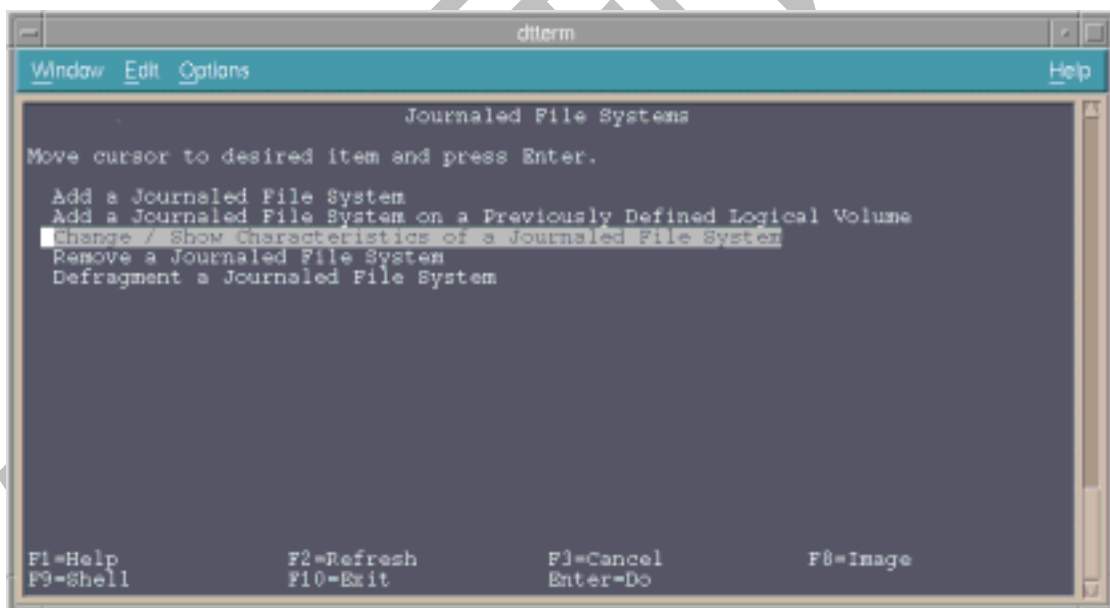 dtterm
Window Edit Options Help
Journaled File Systems
Move cursor to desired item and press Enter.
Add a Journaled File System
Add a Journaled File System on a Previously Defined Logical Volume
Change / Show Characteristics of a Journaled File System
Remove a Journaled File System
Defragment a Journaled File System
F1=Help F2=Refresh F3=Cancel F8=Image
F9=Shell F10=Exit Enter=Do